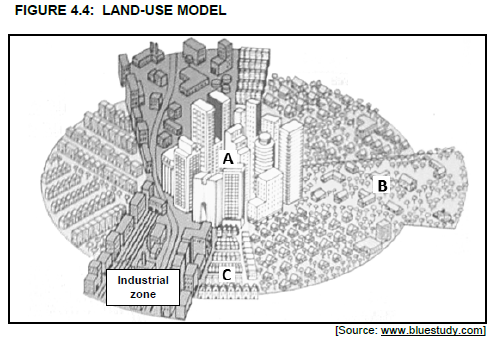 FIGURE 4.4: LAND-USE MODEL
A
B
C
Industrial
zone
[Source: www.bluestudy.com]